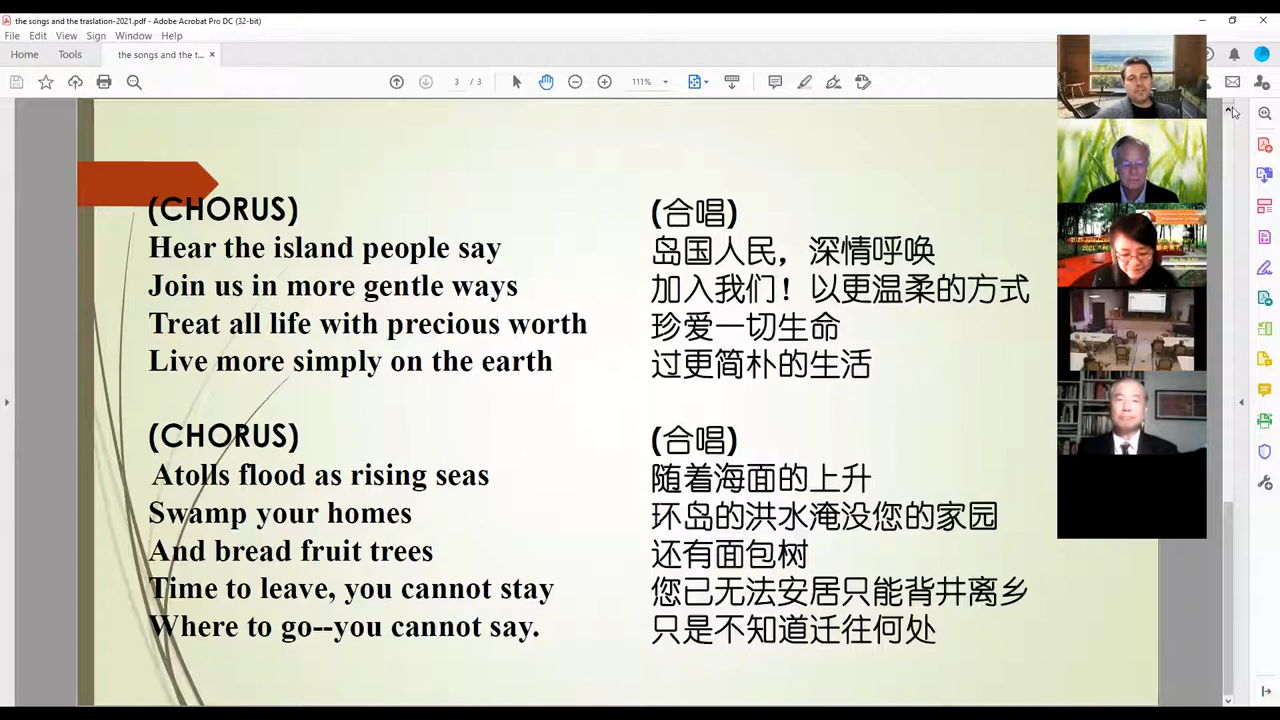 the songs and the traslation-2021.pdf - Adobe Acrobat Pro DC (32-bit)
File Edit View Sign Window Help
Home Tools the songs and the t... ×
3 / 3 111%
(CHORUS)
Hear the island people say
Join us in more gentle ways
Treat all life with precious worth
Live more simply on the earth
(CHORUS)
Atolls flood as rising seas
Swamp your homes
And bread fruit trees
Time to leave, you cannot stay
Where to go--you cannot say.
(合唱)
岛国人民，深情呼唤
加入我们！以更温柔的方式
珍爱一切生命
过更简朴的生活
(合唱)
随着海面的上升
环岛的洪水淹没您的家园
还有面包树
您已无法安居只能背井离乡
只是不知道迁往何处